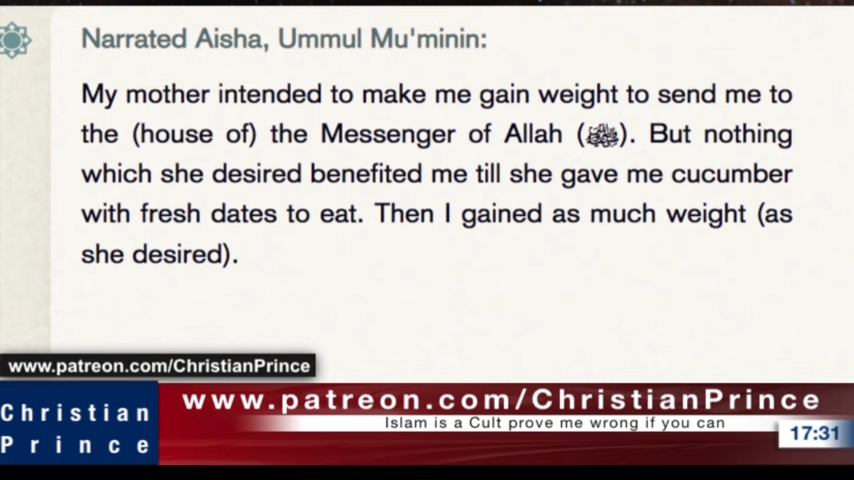 Narrated Aisha, Ummul Mu'minin:
My mother intended to make me gain weight to send me to
the (house of) the Messenger of Allah (ﷺ). But nothing
which she desired benefited me till she gave me cucumber
with fresh dates to eat. Then I gained as much weight (as
she desired).
www.patreon.com/ChristianPrince
Christian
Prince
www.patreon.com/ChristianPrince
Islam is a Cult prove me wrong if you can
17:31